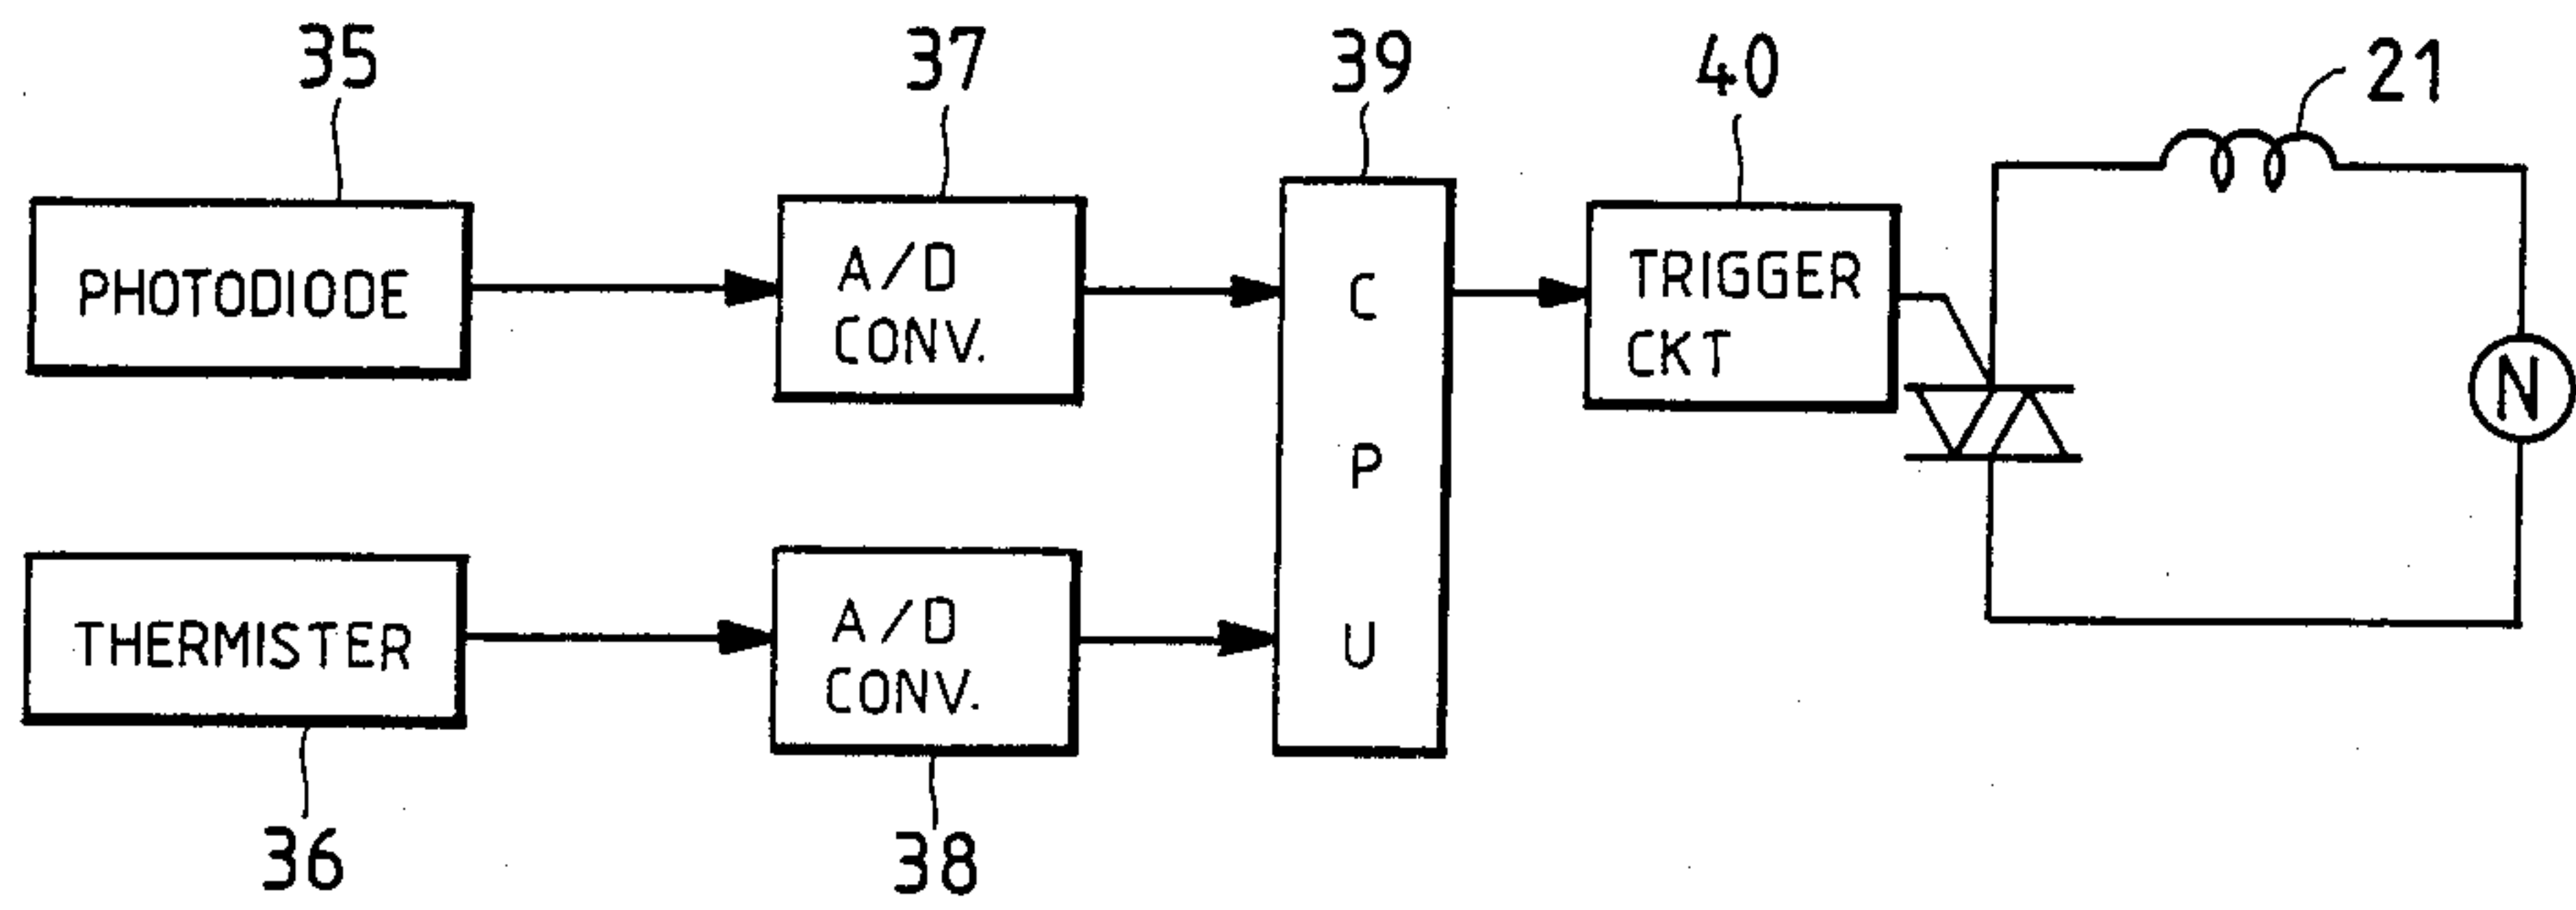 35
37
39
40
21
PHOTODIODE
A/D
CONV.
C
P
U
TRIGGER
CKT
N
THERMISTER
A/D
CONV.
36
38